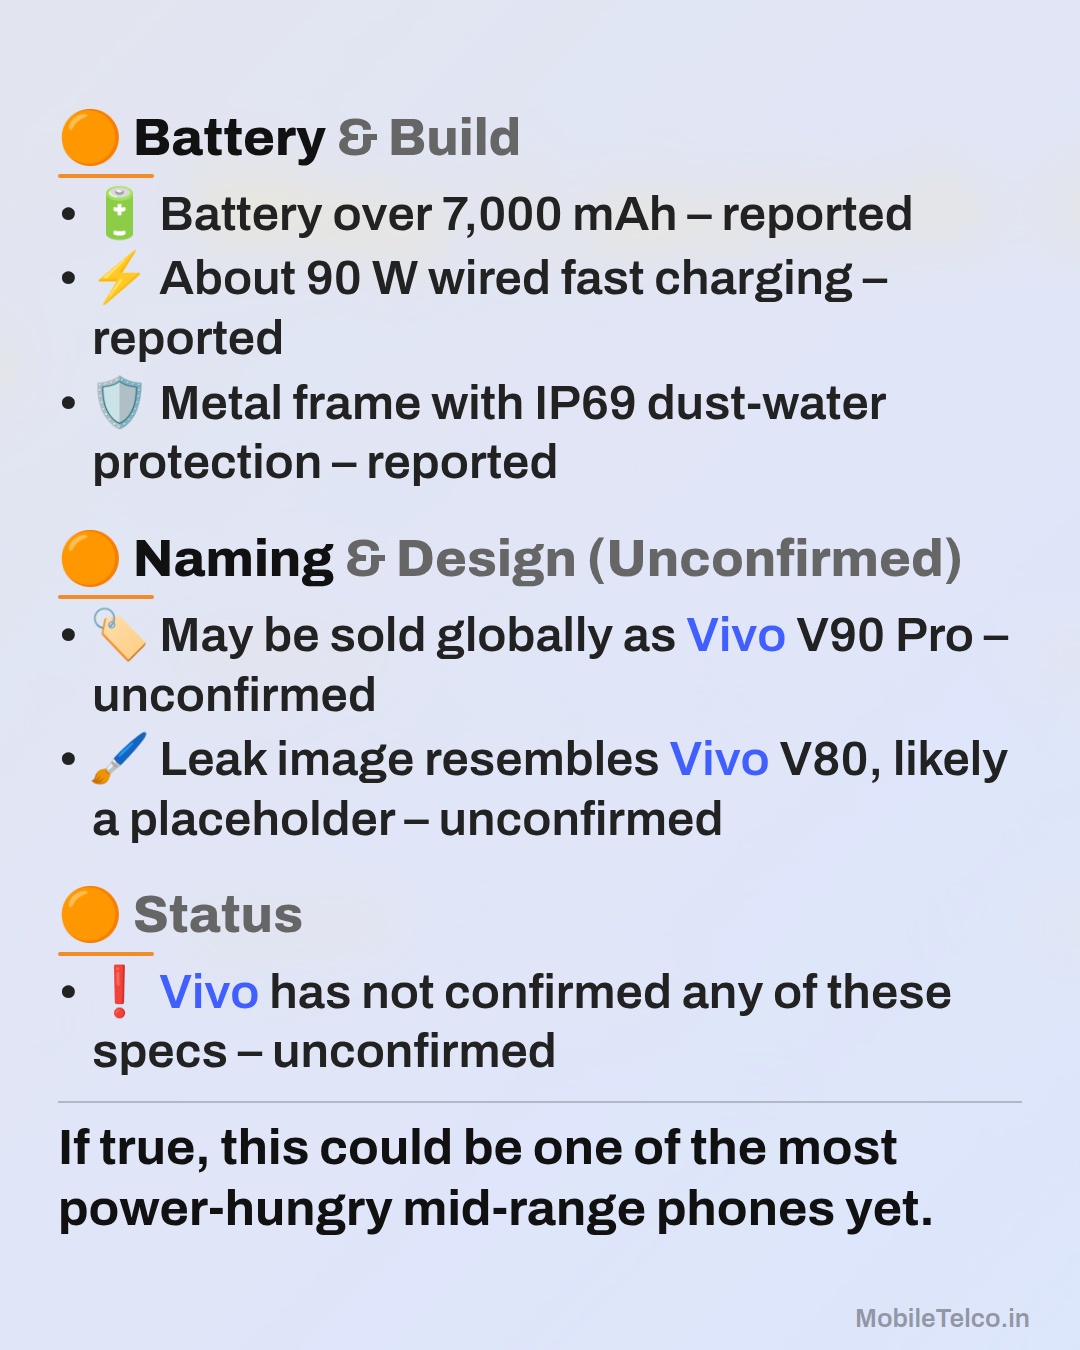 🟠 Battery & Build
• 🔋 Battery over 7,000 mAh – reported
• ⚡ About 90 W wired fast charging –
reported
• 🛡️ Metal frame with IP69 dust-water
protection – reported
🟠 Naming & Design (Unconfirmed)
• 🏷️ May be sold globally as Vivo V90 Pro –
unconfirmed
• 🖌️ Leak image resembles Vivo V80, likely
a placeholder – unconfirmed
🟠 Status
• ❗ Vivo has not confirmed any of these
specs – unconfirmed
If true, this could be one of the most
power-hungry mid-range phones yet.
MobileTelco.in